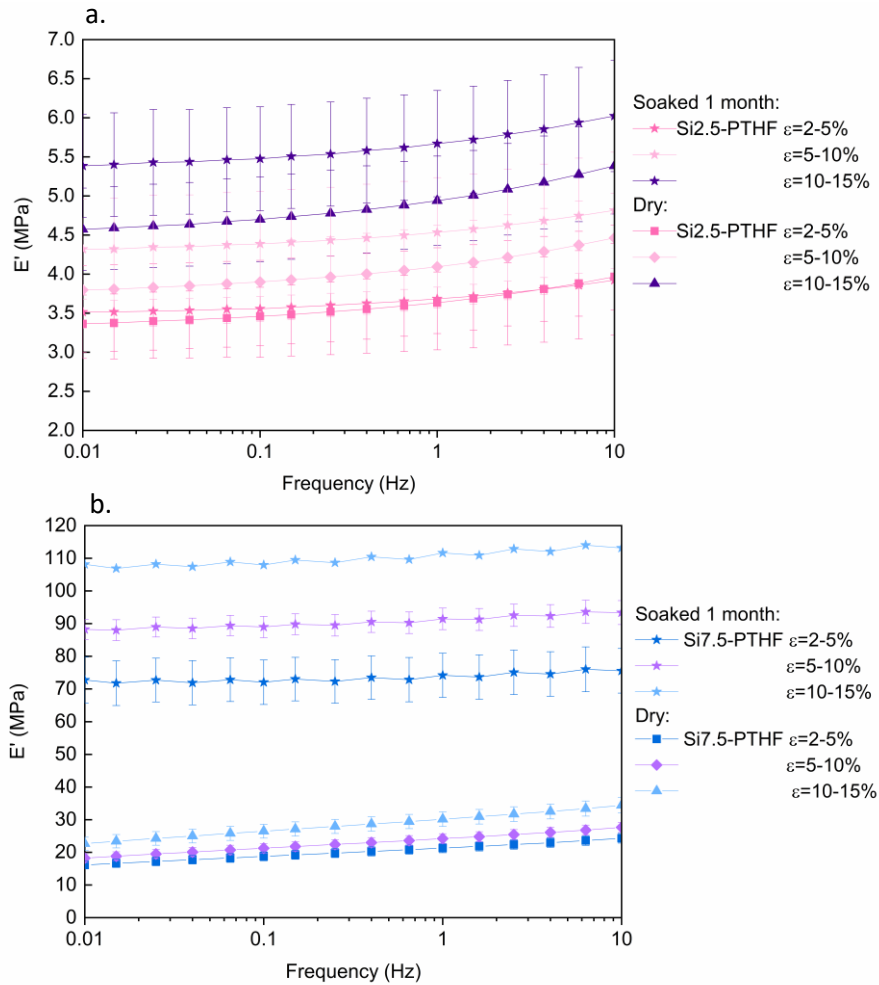 a.
7.0
6.5
6.0
5.5
5.0
4.5
4.0
3.5
3.0
2.5
2.0
E' (MPa)
0.01 0.1 1 10
Frequency (Hz)
Soaked 1 month:
Si2.5-PTHF ε=2-5%
ε=5-10%
ε=10-15%
Dry:
Si2.5-PTHF ε=2-5%
ε=5-10%
ε=10-15%
b.
120
110
100
90
80
70
60
50
40
30
20
10
0
E' (MPa)
0.01 0.1 1 10
Frequency (Hz)
Soaked 1 month:
Si7.5-PTHF ε=2-5%
ε=5-10%
ε=10-15%
Dry:
Si7.5-PTHF ε=2-5%
ε=5-10%
ε=10-15%